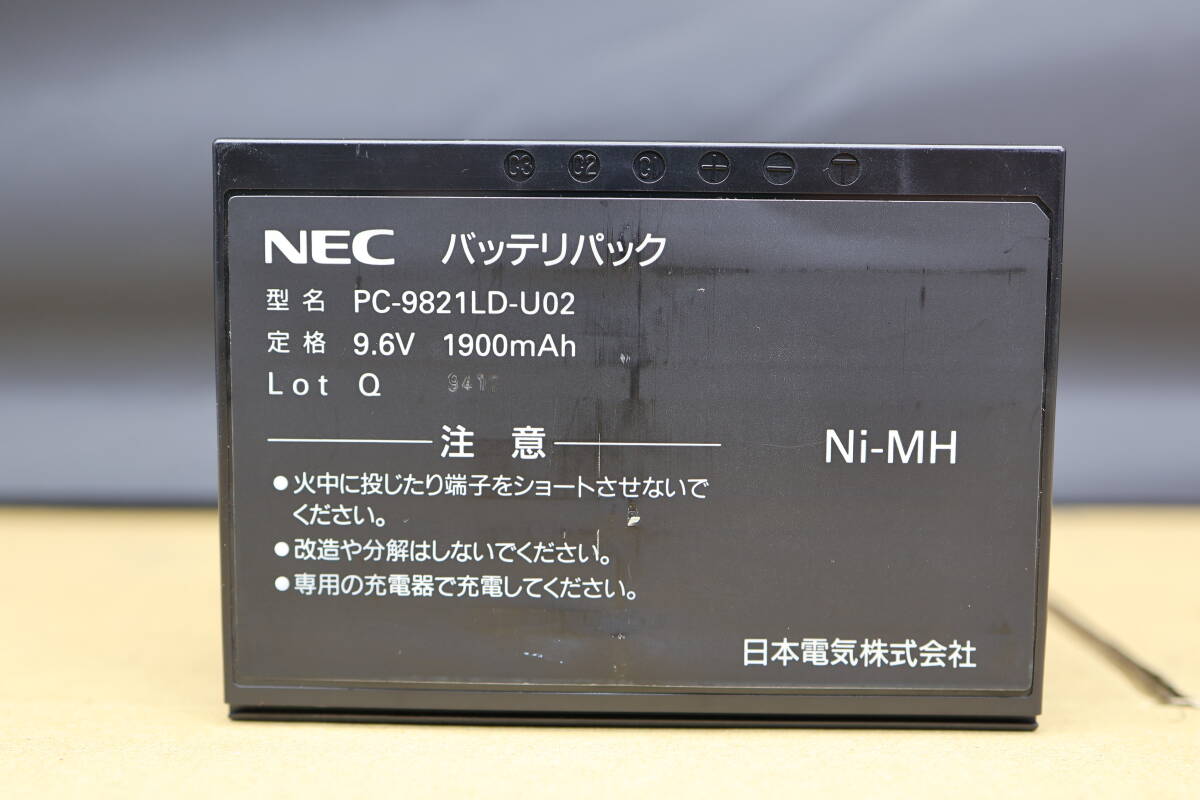 C3 C2 C1 + − T
NEC バッテリパック
型名 PC-9821LD-U02
定格 9.6V 1900mAh
Lot Q
注意
Ni-MH
●火中に投じたり端子をショートさせないで
ください。
●改造や分解はしないでください。
●専用の充電器で充電してください。
日本電気株式会社